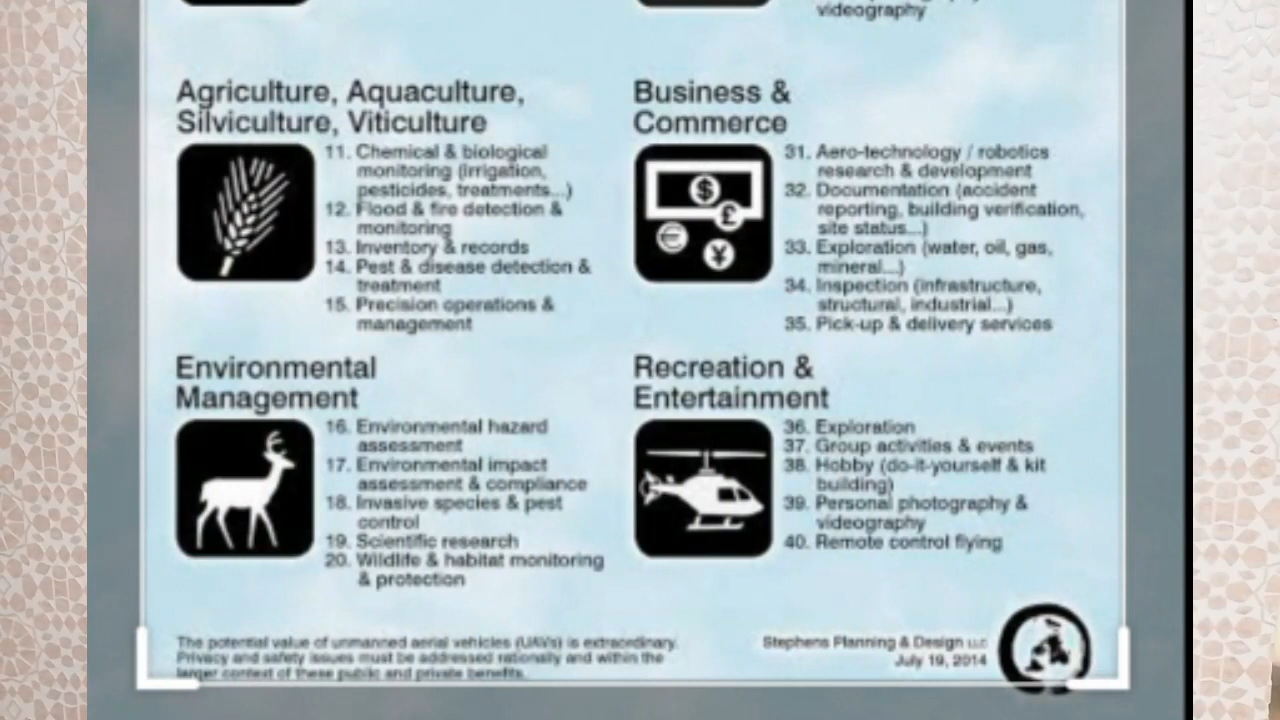 videography
Agriculture, Aquaculture,
Silviculture, Viticulture
11. Chemical & biological
monitoring (irrigation,
pesticides, treatments...)
12. Flood & fire detection &
monitoring
13. Inventory & records
14. Pest & disease detection &
treatment
15. Precision operations &
management
Environmental
Management
16. Environmental hazard
assessment
17. Environmental impact
assessment & compliance
18. Invasive species & pest
control
19. Scientific research
20. Wildlife & habitat monitoring
& protection
Business &
Commerce
$
£
€
¥
31. Aero-technology / robotics
research & development
32. Documentation (accident
reporting, building verification,
site status...)
33. Exploration (water, oil, gas,
mineral...)
34. Inspection (infrastructure,
structural, industrial...)
35. Pick-up & delivery services
Recreation &
Entertainment
36. Exploration
37. Group activities & events
38. Hobby (do-it-yourself & kit
building)
39. Personal photography &
videography
40. Remote control flying
The potential value of unmanned aerial vehicles (UAVs) is extraordinary.
Privacy and safety issues must be addressed rationally and within the
larger context of these public and private benefits.
Stephens Planning & Design LLC
July 19, 2014